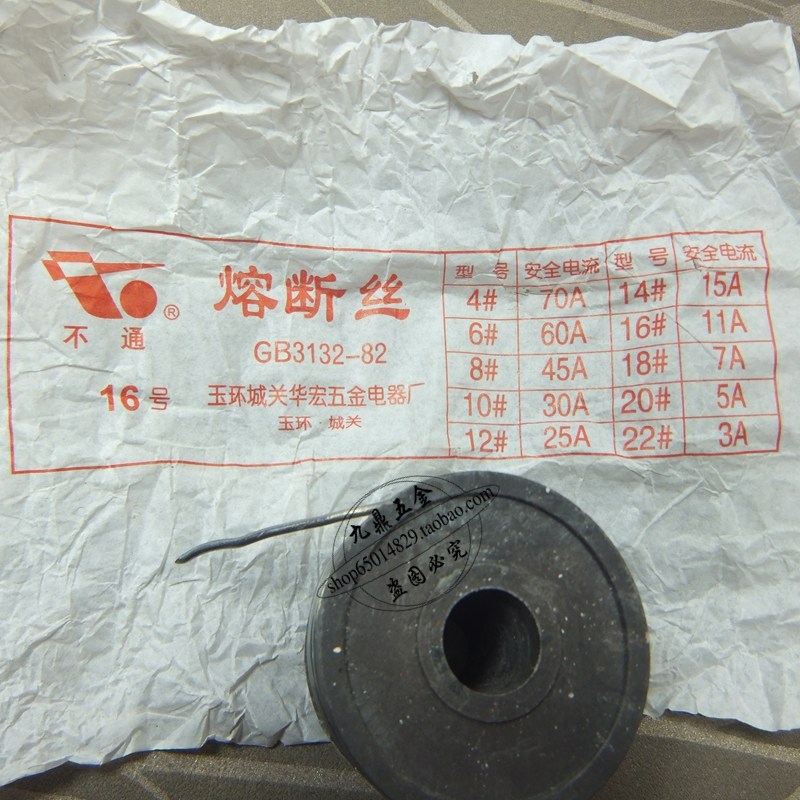 不通®
熔断丝
GB3132-82
16号
玉环城关华宏五金电器厂
玉环·城关
型号 安全电流 型号 安全电流
4# 70A 14# 15A
6# 60A 16# 11A
8# 45A 18# 7A
10# 30A 20# 5A
12# 25A 22# 3A
九鼎五金
shop65014829.taobao.com
盗图必究